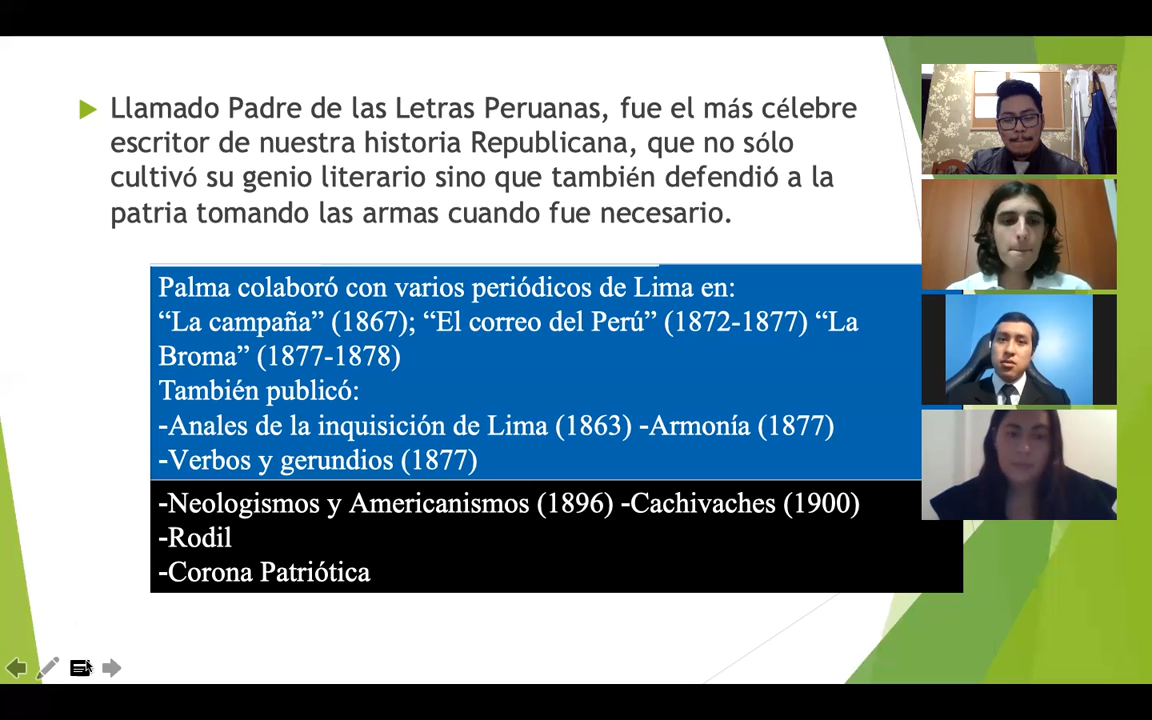 Llamado Padre de las Letras Peruanas, fue el más célebre
escritor de nuestra historia Republicana, que no sólo
cultivó su genio literario sino que también defendió a la
patria tomando las armas cuando fue necesario.
Palma colaboró con varios periódicos de Lima en:
“La campaña” (1867); “El correo del Perú” (1872-1877) “La
Broma” (1877-1878)
También publicó:
-Anales de la inquisición de Lima (1863) -Armonía (1877)
-Verbos y gerundios (1877)
-Neologismos y Americanismos (1896) -Cachivaches (1900)
-Rodil
-Corona Patriótica